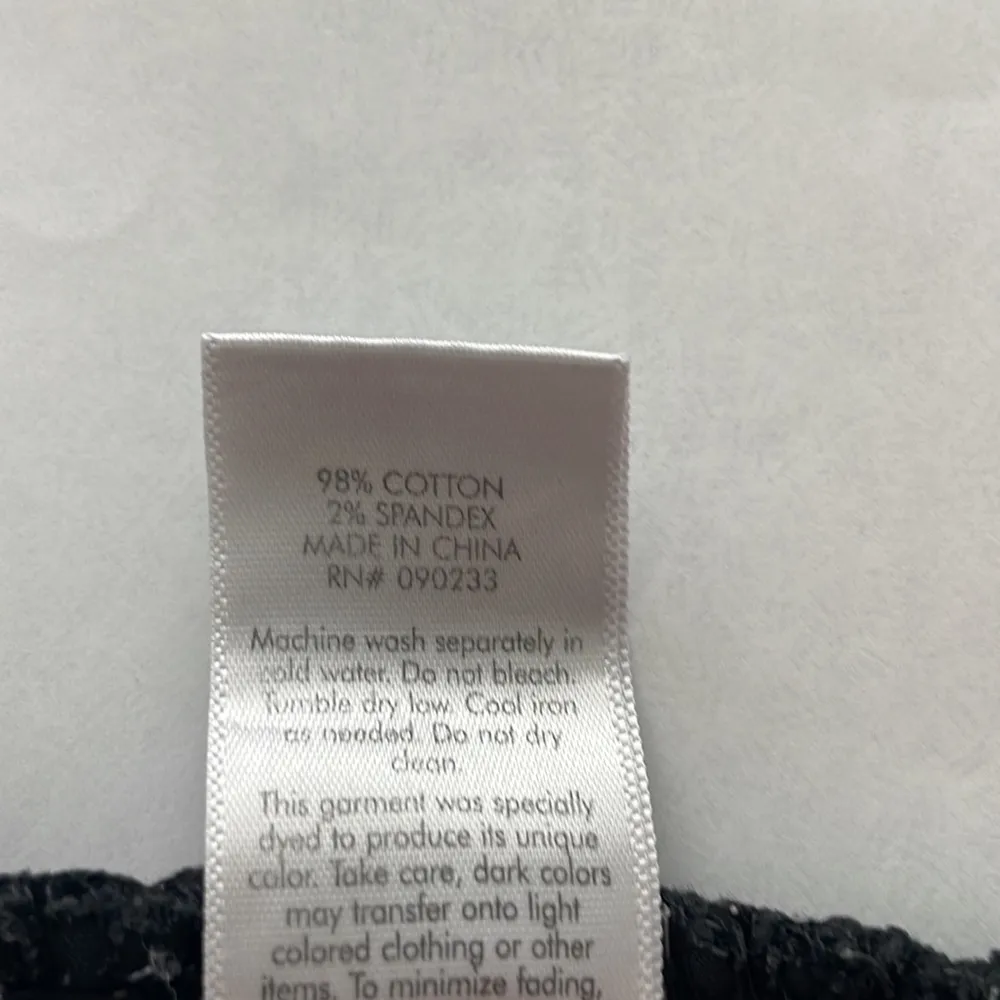 98% COTTON
2% SPANDEX
MADE IN CHINA
RN# 090233
Machine wash separately in
cold water. Do not bleach.
Tumble dry low. Cool iron
as needed. Do not dry
clean.
This garment was specially
dyed to produce its unique
color. Take care, dark colors
may transfer onto light
colored clothing or other
items. To minimize fading,